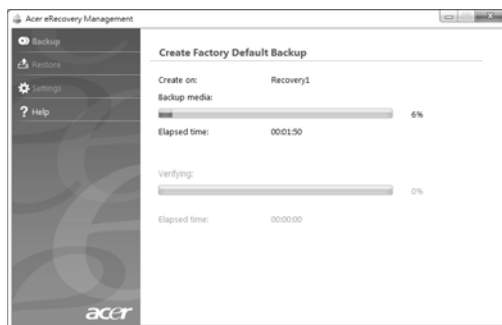 Acer eRecovery Management
Backup
Restore
Settings
? Help
Create Factory Default Backup
Create on: Recovery1
Backup media:
6%
Elapsed time: 00:01:50
Verifying:
0%
Elapsed time: 00:00:00
acer